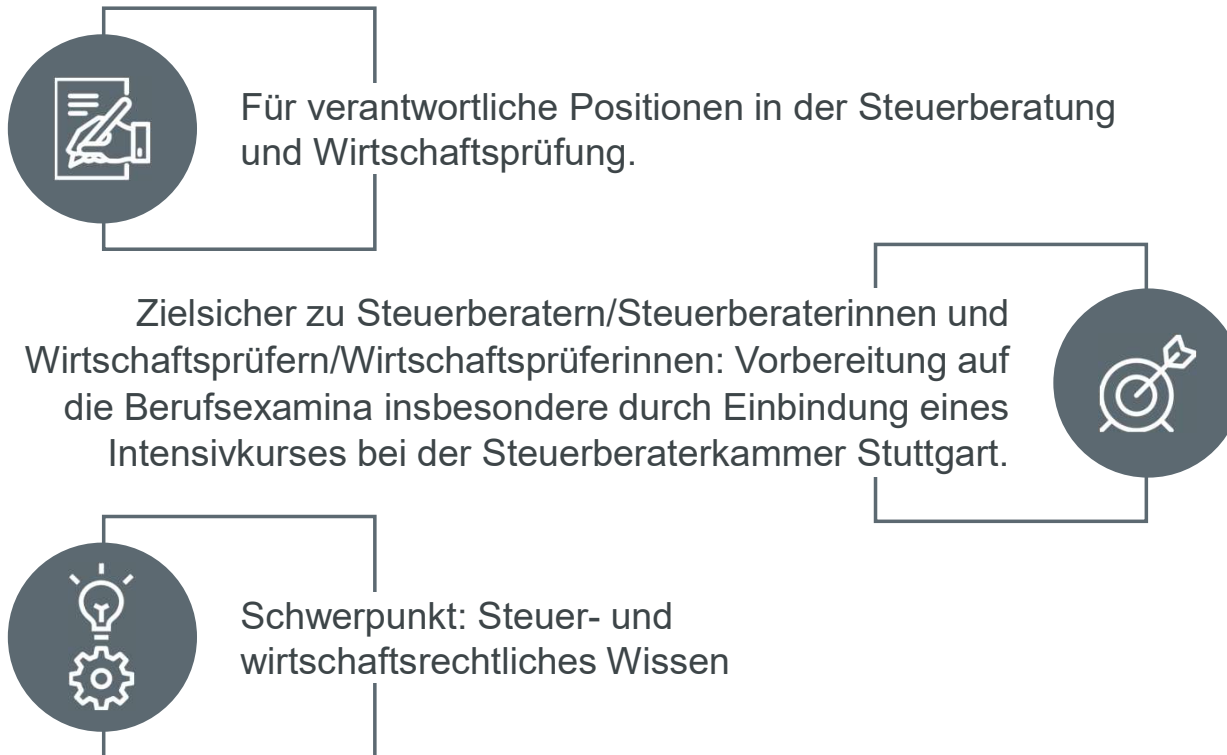 Für verantwortliche Positionen in der Steuerberatung
und Wirtschaftsprüfung.
Zielsicher zu Steuerberatern/Steuerberaterinnen und
Wirtschaftsprüfern/Wirtschaftsprüferinnen: Vorbereitung auf
die Berufsexamina insbesondere durch Einbindung eines
Intensivkurses bei der Steuerberaterkammer Stuttgart.
Schwerpunkt: Steuer- und
wirtschaftsrechtliches Wissen